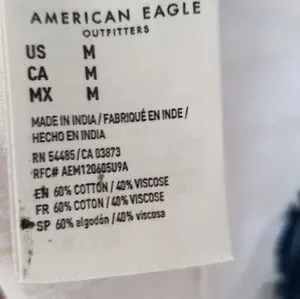 AMERICAN EAGLE
OUTFITTERS
US M
CA M
MX M
MADE IN INDIA / FABRIQUÉ EN INDE /
HECHO EN INDIA
RN 54485 / CA 03873
RFC# AEM120605U9A
EN 60% COTTON / 40% VISCOSE
FR 60% COTON / 40% VISCOSE
SP 60% algodón / 40% viscosa